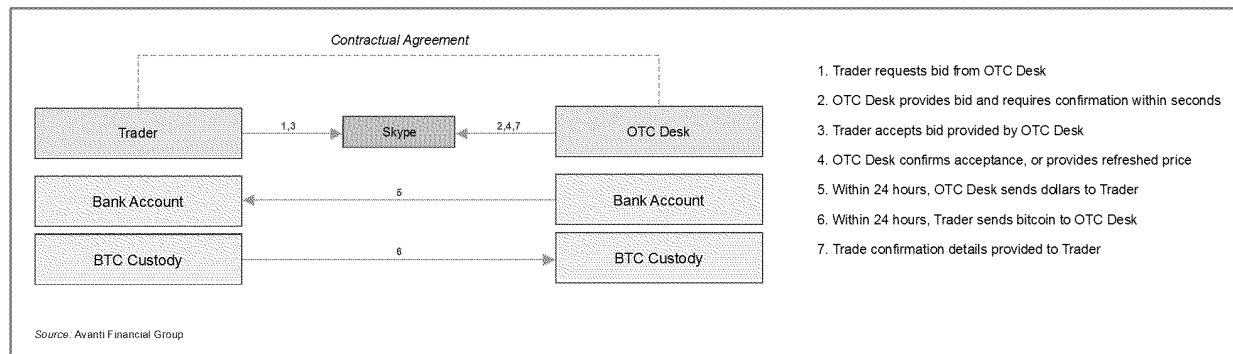 Contractual Agreement
Trader
1,3
Skype
2,4,7
OTC Desk
Bank Account
5
Bank Account
BTC Custody
6
BTC Custody
1. Trader requests bid from OTC Desk
2. OTC Desk provides bid and requires confirmation within seconds
3. Trader accepts bid provided by OTC Desk
4. OTC Desk confirms acceptance, or provides refreshed price
5. Within 24 hours, OTC Desk sends dollars to Trader
6. Within 24 hours, Trader sends bitcoin to OTC Desk
7. Trade confirmation details provided to Trader
Source: Avanti Financial Group